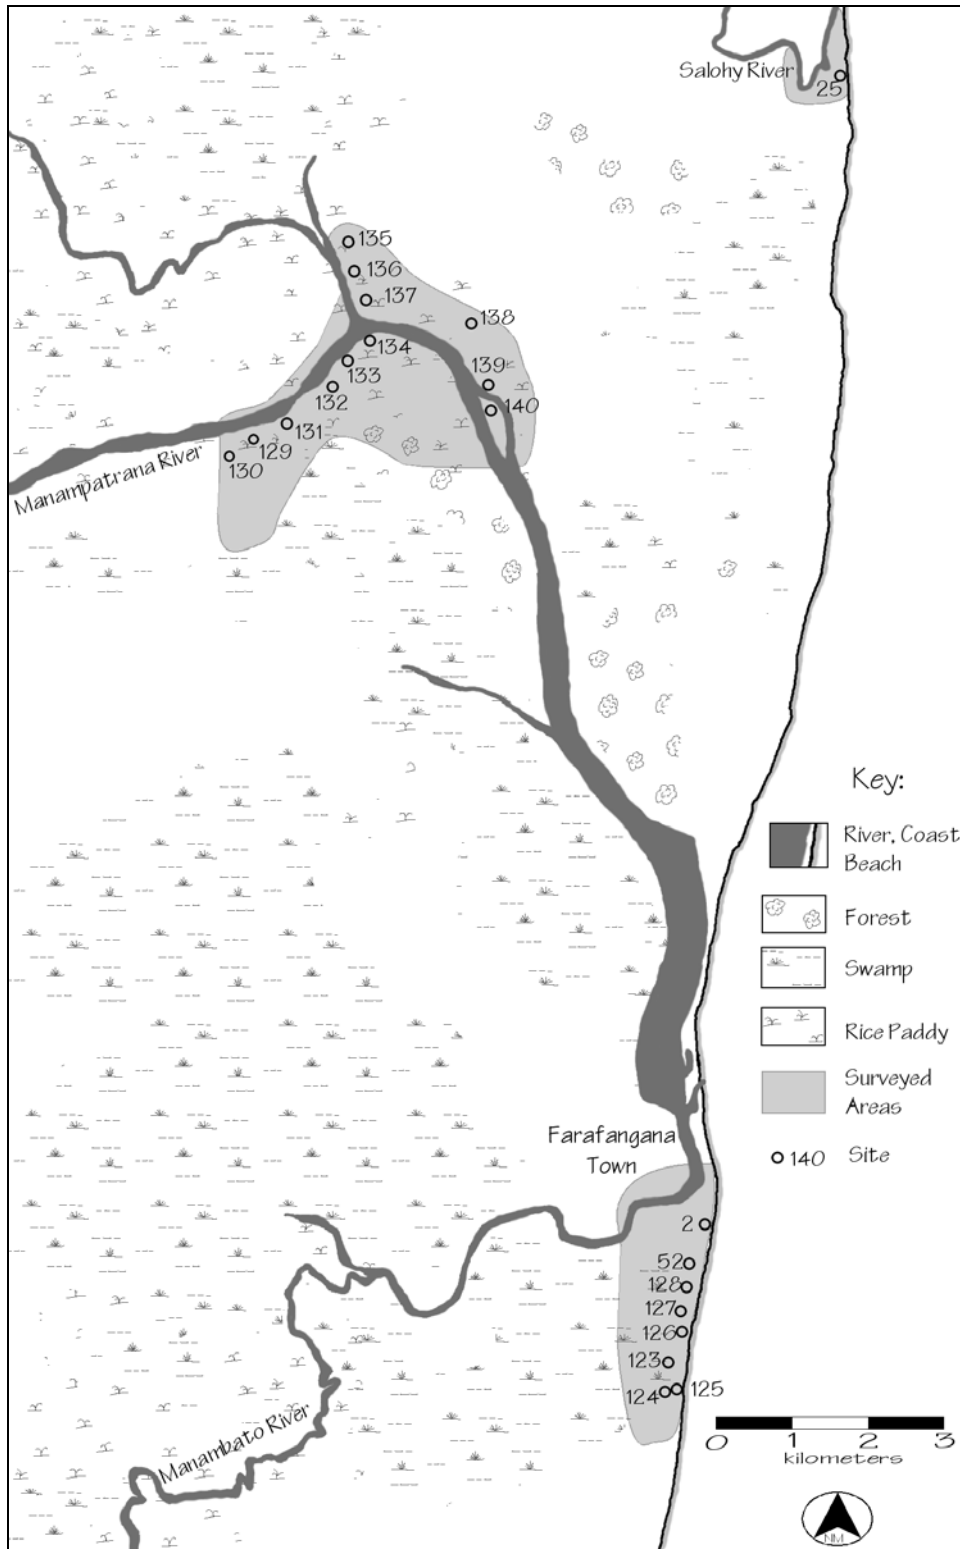 Salohy River
25
135
136
137
138
134
133
139
132
140
131
129
130
Manampatrana River
Key:
River, Coast
Beach
Forest
Swamp
Rice Paddy
Surveyed
Areas
140 Site
Farafangana
Town
2
52
128
127
126
123
124
125
Manambato River
0 1 2 3
kilometers
NM